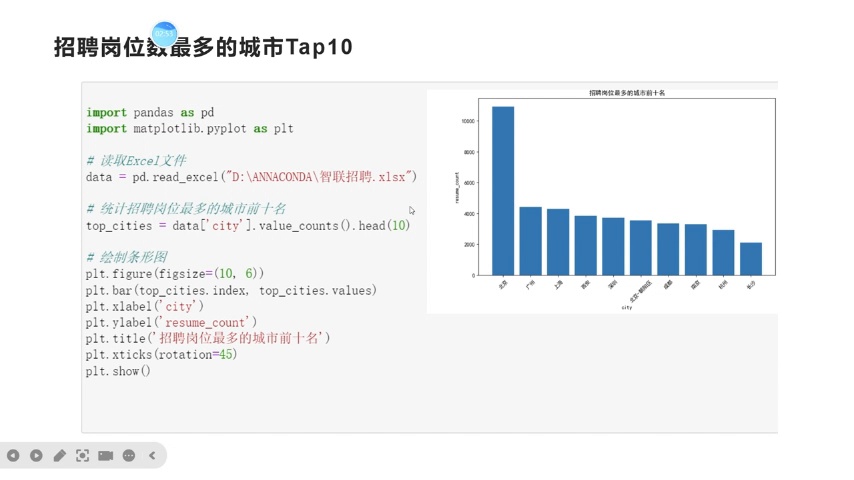 招聘岗位数最多的城市Tap10
02:53
import pandas as pd
import matplotlib.pyplot as plt
# 读取Excel文件
data = pd.read_excel("D:\ANNACONDA\智联招聘.xlsx")
# 统计招聘岗位最多的城市前十名
top_cities = data['city'].value_counts().head(10)
# 绘制条形图
plt.figure(figsize=(10, 6))
plt.bar(top_cities.index, top_cities.values)
plt.xlabel('city')
plt.ylabel('resume_count')
plt.title('招聘岗位最多的城市前十名')
plt.xticks(rotation=45)
plt.show()
招聘岗位最多的城市前十名
resume_count
10000
8000
6000
4000
2000
0
北京 广州 上海 西安 深圳 北京-朝阳区 成都 南京 杭州 长沙
city